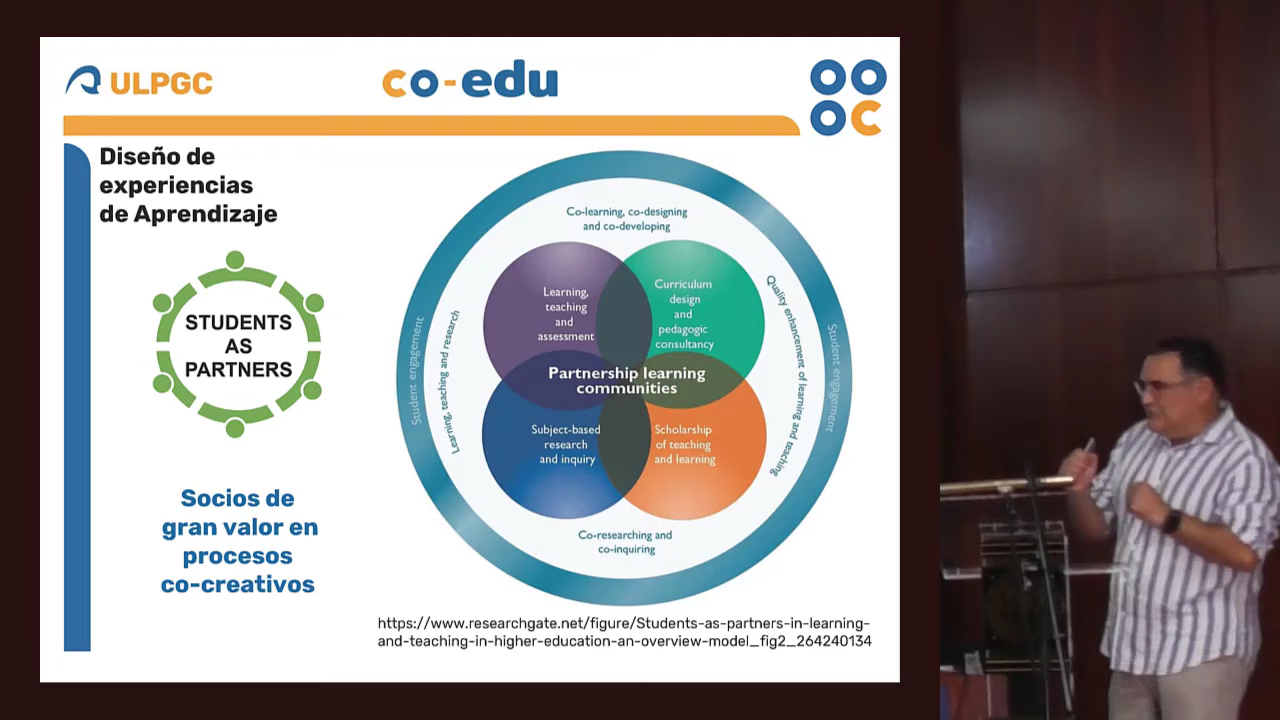 ULPGC
co-edu
OO
OC
Diseño de
experiencias
de Aprendizaje
STUDENTS
AS
PARTNERS
Socios de
gran valor en
procesos
co-creativos
Student engagement
Learning, teaching and research
Co-learning, co-designing
and co-developing
Quality enhancement of learning and teaching
Student engagement
Learning,
teaching
and
assessment
Curriculum
design
and
pedagogic
consultancy
Partnership learning
communities
Subject-based
research
and inquiry
Scholarship
of teaching
and learning
Co-researching and
co-inquiring
https://www.researchgate.net/figure/Students-as-partners-in-learning-
and-teaching-in-higher-education-an-overview-model_fig2_264240134